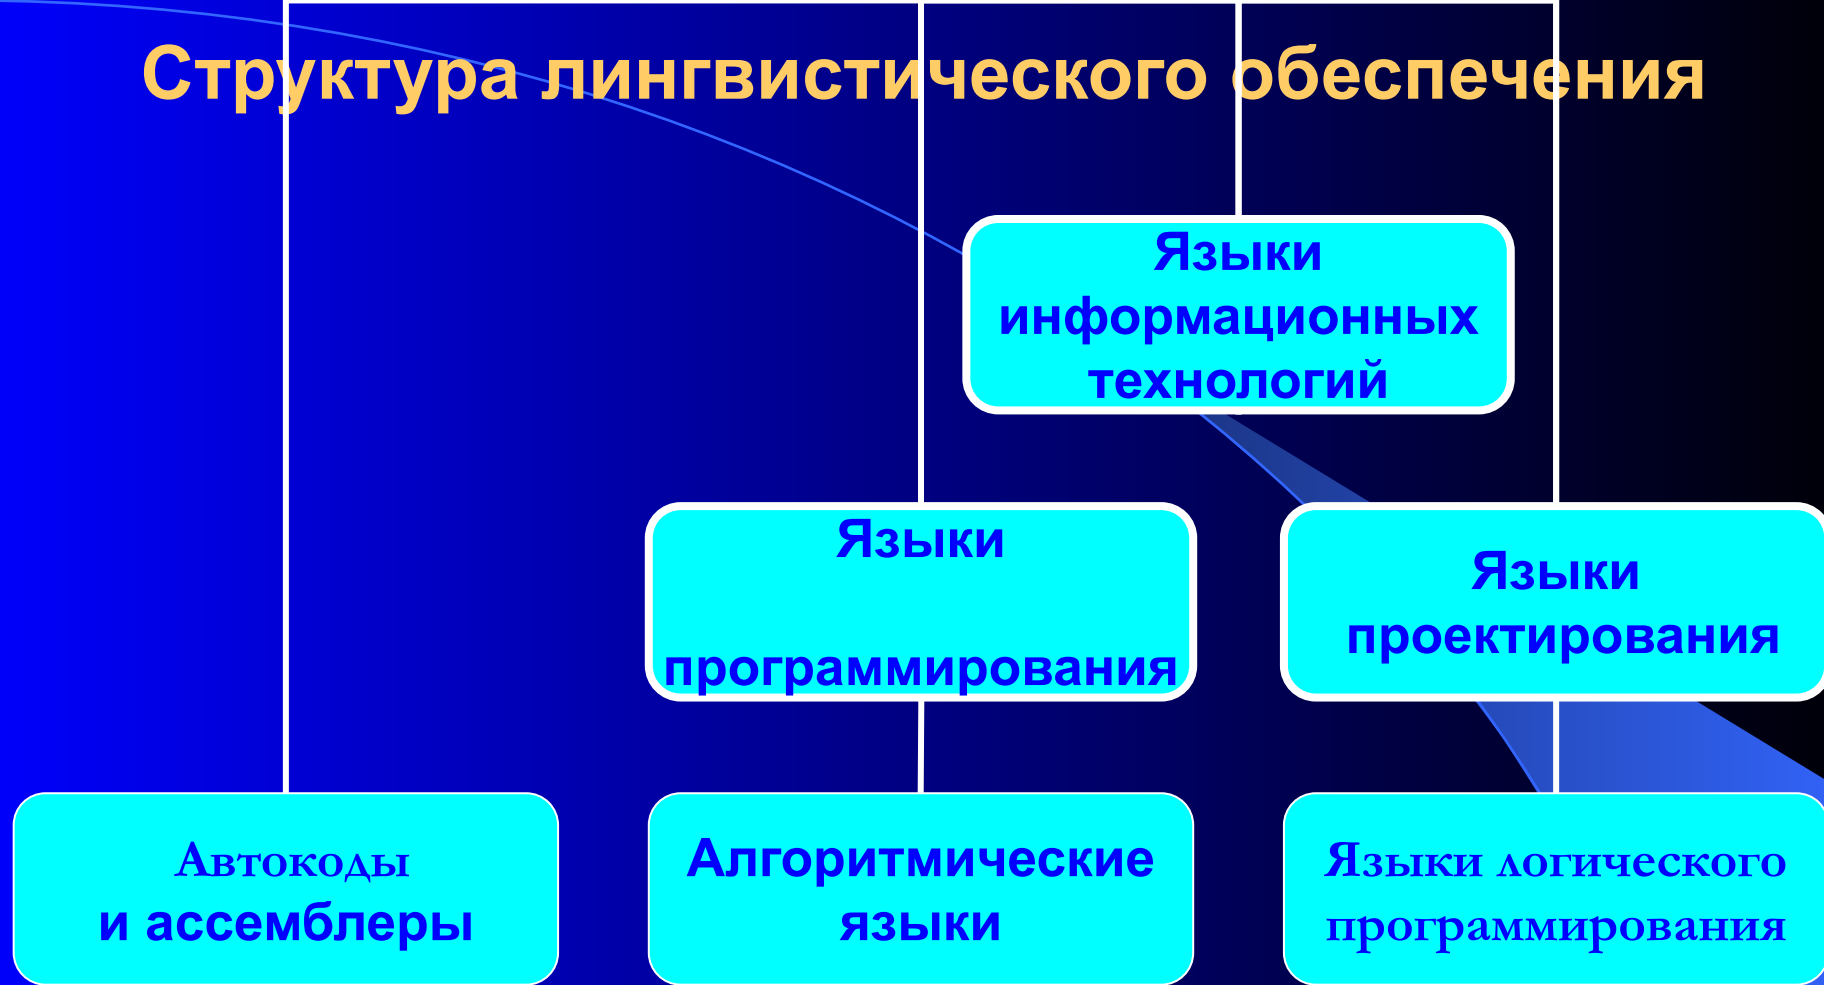 Структура лингвистического обеспечения
Языки
информационных
технологий
Языки
программирования
Языки
проектирования
Автокоды
и ассемблеры
Алгоритмические
языки
Языки логического
программирования